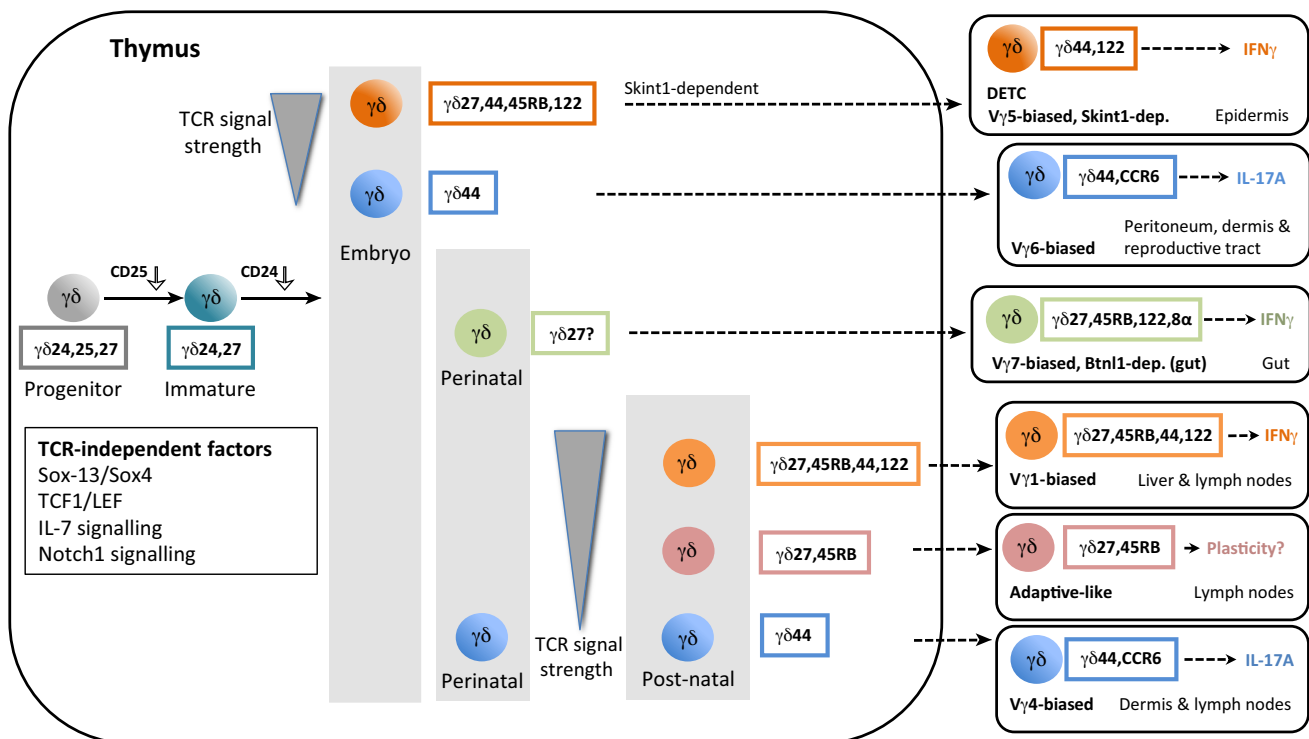 Thymus
TCR signal
strength
γδ
γδ27,44,45RB,122
Skint1-dependent
γδ
γδ44
Embryo
CD25
CD24
γδ
γδ
γδ24,25,27
γδ24,27
Progenitor
Immature
γδ
γδ27?
Perinatal
TCR-independent factors
Sox-13/Sox4
TCF1/LEF
IL-7 signalling
Notch1 signalling
γδ
γδ27,45RB,44,122
γδ
γδ27,45RB
γδ
Perinatal
TCR signal
strength
γδ
γδ44
Post-natal
γδ
γδ44,122
IFNγ
DETC
Vγ5-biased, Skint1-dep.
Epidermis
γδ
γδ44,CCR6
IL-17A
Vγ6-biased
Peritoneum, dermis &
reproductive tract
γδ
γδ27,45RB,122,8α
IFNγ
Vγ7-biased, Btnl1-dep. (gut)
Gut
γδ
γδ27,45RB,44,122
IFNγ
Vγ1-biased
Liver & lymph nodes
γδ
γδ27,45RB
Plasticity?
Adaptive-like
Lymph nodes
γδ
γδ44,CCR6
IL-17A
Vγ4-biased
Dermis & lymph nodes